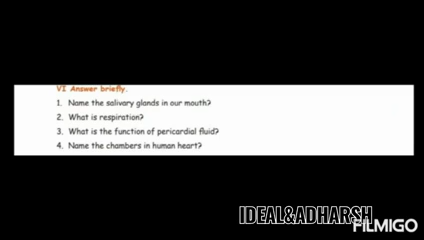 VI Answer briefly.
1. Name the salivary glands in our mouth?
2. What is respiration?
3. What is the function of pericardial fluid?
4. Name the chambers in human heart?
IDEAL&ADHARSH
FILMIGO